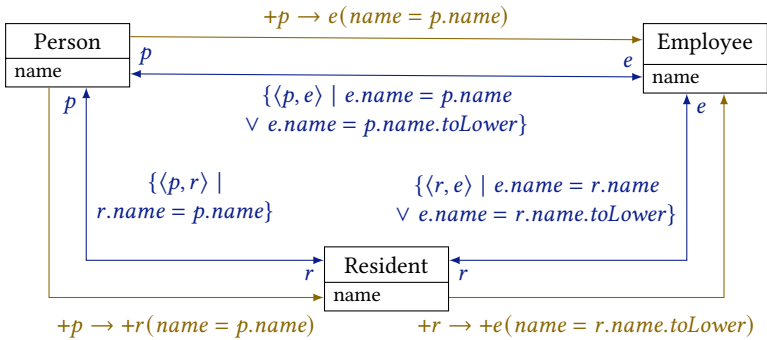 +p → e(name = p.name)
Person
Employee
name
name
p
e
{⟨p, e⟩ | e.name = p.name
∨ e.name = p.name.toLower}
p
e
{⟨p, r⟩ |
r.name = p.name}
{⟨r, e⟩ | e.name = r.name
∨ e.name = r.name.toLower}
r
Resident
r
name
+p → +r(name = p.name)
+r → +e(name = r.name.toLower)